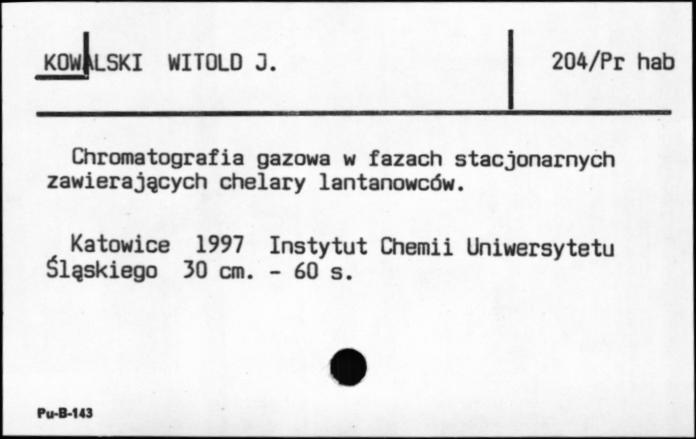 KOWALSKI WITOLD J.
204/Pr hab
Chromatografia gazowa w fazach stacjonarnych
zawierających chelary lantanowców.
Katowice 1997 Instytut Chemii Uniwersytetu
Śląskiego 30 cm. - 60 s.
Pu-B-143